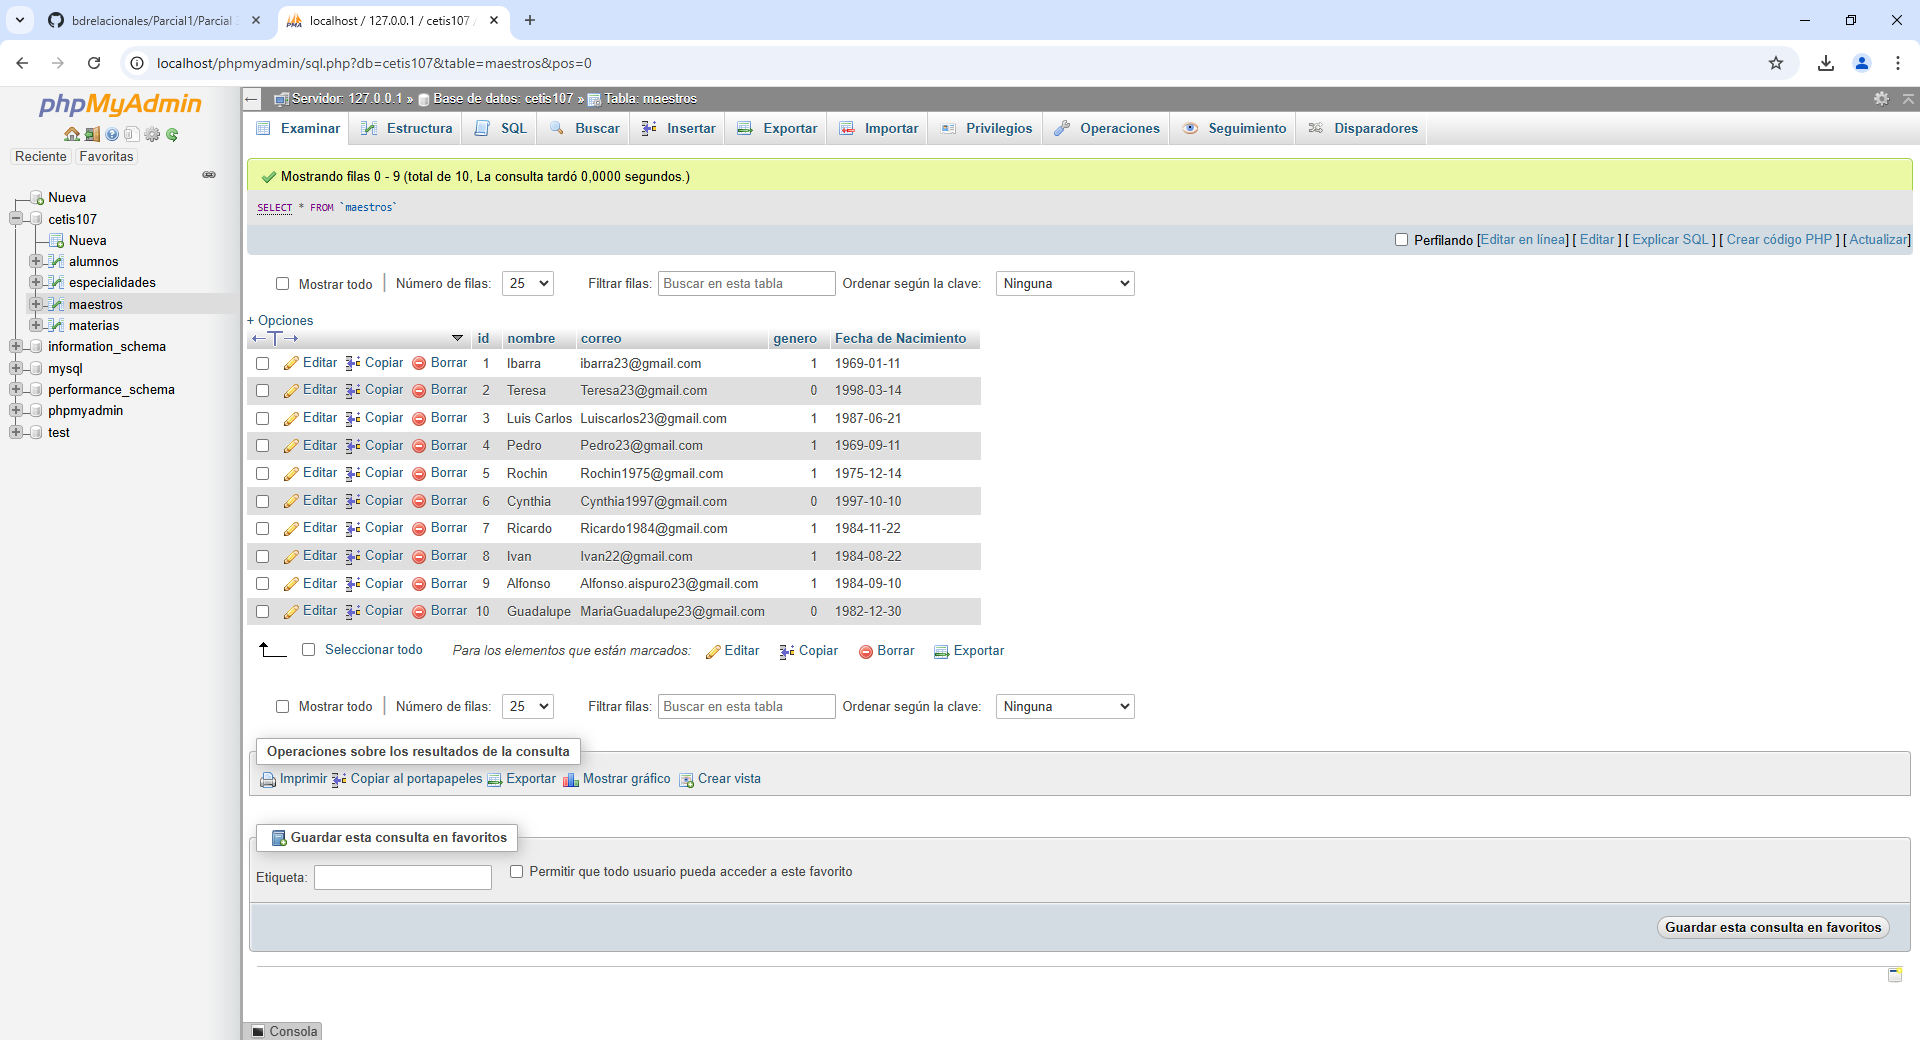 bdrelacionales/Parcial1/Parcial
localhost / 127.0.0.1 / cetis107
localhost/phpmyadmin/sql.php?db=cetis107&table=maestros&pos=0
phpMyAdmin
Reciente Favoritas
Nueva
cetis107
Nueva
alumnos
especialidades
maestros
materias
information_schema
mysql
performance_schema
phpmyadmin
test
Servidor: 127.0.0.1 » Base de datos: cetis107 » Tabla: maestros
Examinar Estructura SQL Buscar Insertar Exportar Importar Privilegios Operaciones Seguimiento Disparadores
Mostrando filas 0 - 9 (total de 10, La consulta tardó 0,0000 segundos.)
SELECT * FROM `maestros`
Perfilando [Editar en línea] [ Editar ] [ Explicar SQL ] [ Crear código PHP ] [ Actualizar]
Mostrar todo Número de filas: 25 Filtrar filas: Buscar en esta tabla Ordenar según la clave: Ninguna
+ Opciones
id nombre correo genero Fecha de Nacimiento
Editar Copiar Borrar 1 Ibarra ibarra23@gmail.com 1 1969-01-11
Editar Copiar Borrar 2 Teresa Teresa23@gmail.com 0 1998-03-14
Editar Copiar Borrar 3 Luis Carlos Luiscarlos23@gmail.com 1 1987-06-21
Editar Copiar Borrar 4 Pedro Pedro23@gmail.com 1 1969-09-11
Editar Copiar Borrar 5 Rochin Rochin1975@gmail.com 1 1975-12-14
Editar Copiar Borrar 6 Cynthia Cynthia1997@gmail.com 0 1997-10-10
Editar Copiar Borrar 7 Ricardo Ricardo1984@gmail.com 1 1984-11-22
Editar Copiar Borrar 8 Ivan Ivan22@gmail.com 1 1984-08-22
Editar Copiar Borrar 9 Alfonso Alfonso.aispuro23@gmail.com 1 1984-09-10
Editar Copiar Borrar 10 Guadalupe MariaGuadalupe23@gmail.com 0 1982-12-30
Seleccionar todo Para los elementos que están marcados: Editar Copiar Borrar Exportar
Mostrar todo Número de filas: 25 Filtrar filas: Buscar en esta tabla Ordenar según la clave: Ninguna
Operaciones sobre los resultados de la consulta
Imprimir Copiar al portapapeles Exportar Mostrar gráfico Crear vista
Guardar esta consulta en favoritos
Etiqueta: Permitir que todo usuario pueda acceder a este favorito
Guardar esta consulta en favoritos
Consola